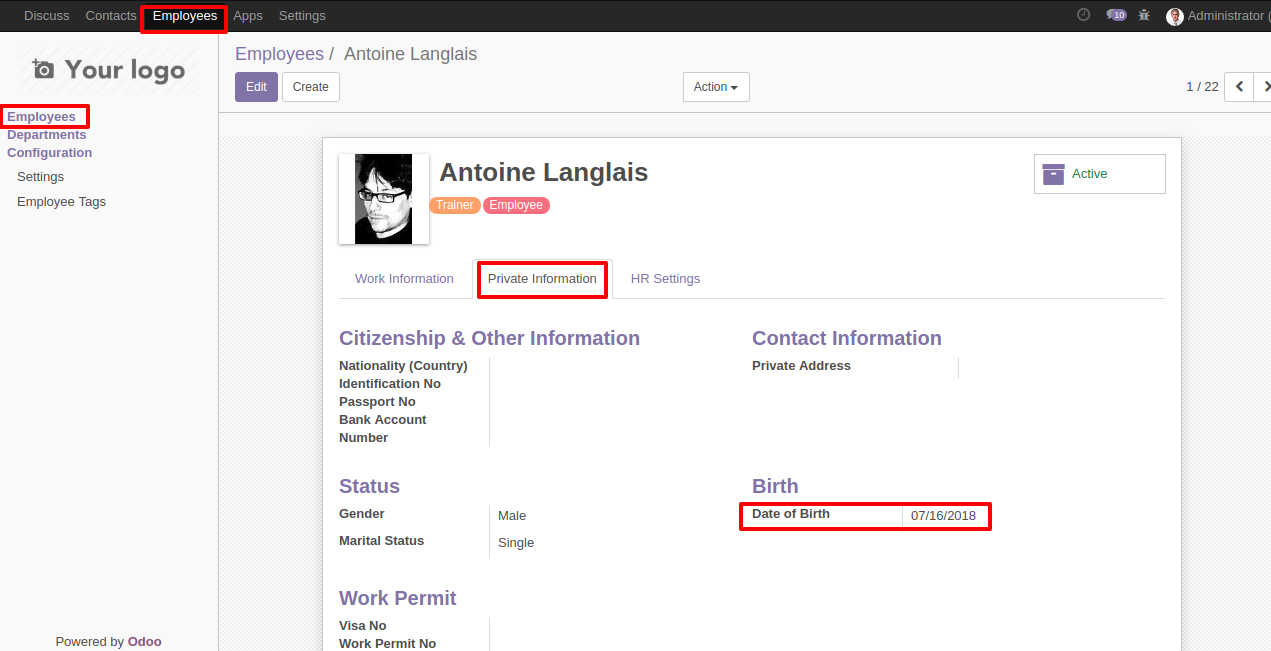 Discuss Contacts Employees Apps Settings 10 Administrator (
Your logo
Employees
Departments
Configuration
Settings
Employee Tags
Powered by Odoo
Employees / Antoine Langlais
Edit Create Action 1 / 22
Antoine Langlais
Trainer Employee
Active
Work Information Private Information HR Settings
Citizenship & Other Information
Nationality (Country)
Identification No
Passport No
Bank Account
Number
Contact Information
Private Address
Status
Gender Male
Marital Status Single
Birth
Date of Birth 07/16/2018
Work Permit
Visa No
Work Permit No